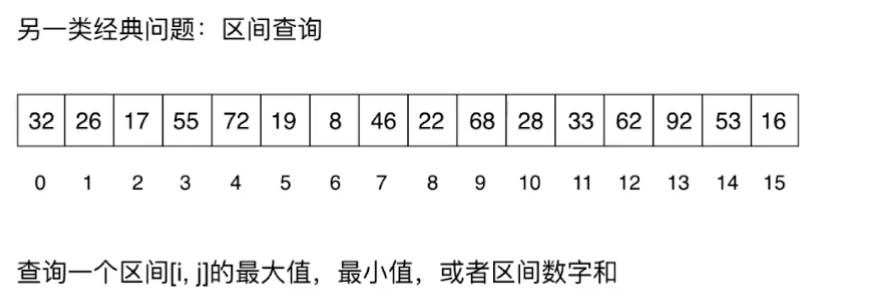 另一类经典问题：区间查询
32 26 17 55 72 19 8 46 22 68 28 33 62 92 53 16
0 1 2 3 4 5 6 7 8 9 10 11 12 13 14 15
查询一个区间[i, j]的最大值，最小值，或者区间数字和